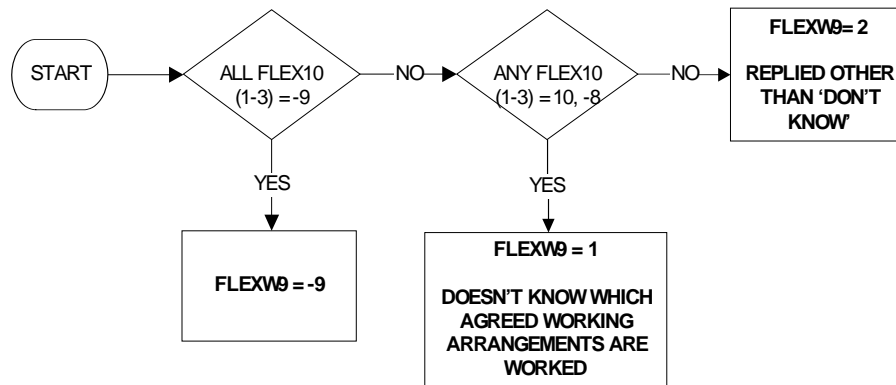 START
ALL FLEX10
(1-3) = -9
NO
ANY FLEX10
(1-3) = 10, -8
NO
FLEXW9= 2
REPLIED OTHER
THAN ‘DON’T
KNOW’
YES
YES
FLEXW9 = -9
FLEXW9 = 1
DOESN’T KNOW WHICH
AGREED WORKING
ARRANGEMENTS ARE
WORKED